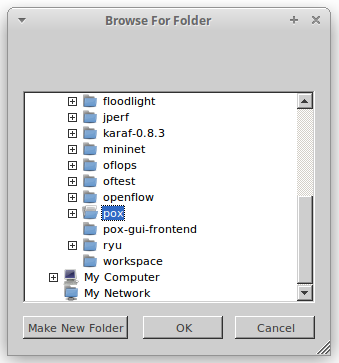 Browse For Folder
floodlight
jperf
karaf-0.8.3
mininet
oflops
oftest
openflow
pox
pox-gui-frontend
ryu
workspace
My Computer
My Network
Make New Folder OK Cancel